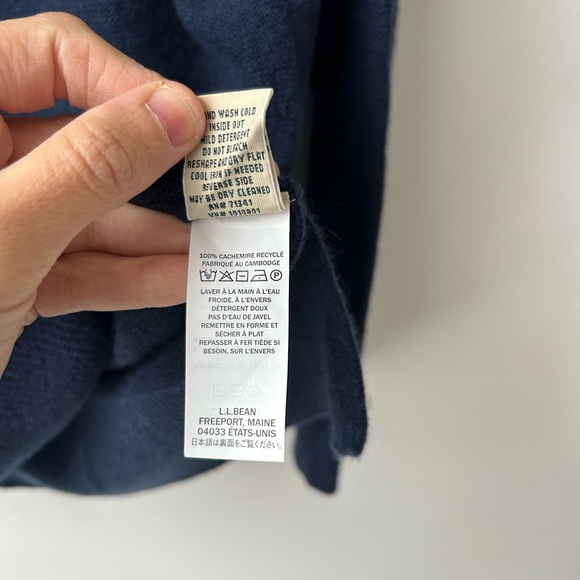 WASH COLD
INSIDE OUT
MILD DETERGENT
DO NOT BLEACH
RESHAPE AND DRY FLAT
COOL IRON IF NEEDED
REVERSE SIDE
MAY BE DRY CLEANED
RN# 71341
VN# 1010801
100% CACHEMIRE RECYCLÉ
FABRIQUÉ AU CAMBODGE
LAVER À LA MAIN À L'EAU
FROIDE, À L'ENVERS
DÉTERGENT DOUX
PAS D'EAU DE JAVEL
REMETTRE EN FORME ET
SÉCHER À PLAT
REPASSER À FER TIÈDE SI
BESOIN, SUR L'ENVERS
L.L.BEAN
FREEPORT, MAINE
04033 ÉTATS-UNIS
日本語は裏面をご覧ください。